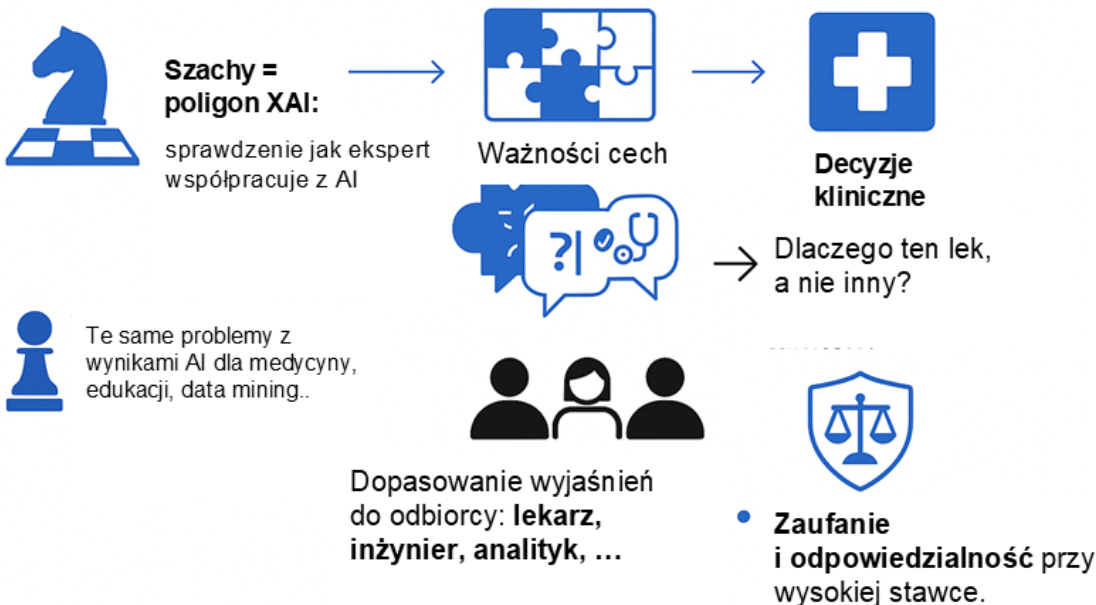 Szachy =
poligon XAI:
sprawdzenie jak ekspert
współpracuje z AI
Ważności cech
Decyzje
kliniczne
?|
Dlaczego ten lek,
a nie inny?
Te same problemy z
wynikami AI dla medycyny,
edukacji, data mining..
Dopasowanie wyjaśnień
do odbiorcy: lekarz,
inżynier, analityk, ...
• Zaufanie
i odpowiedzialność przy
wysokiej stawce.